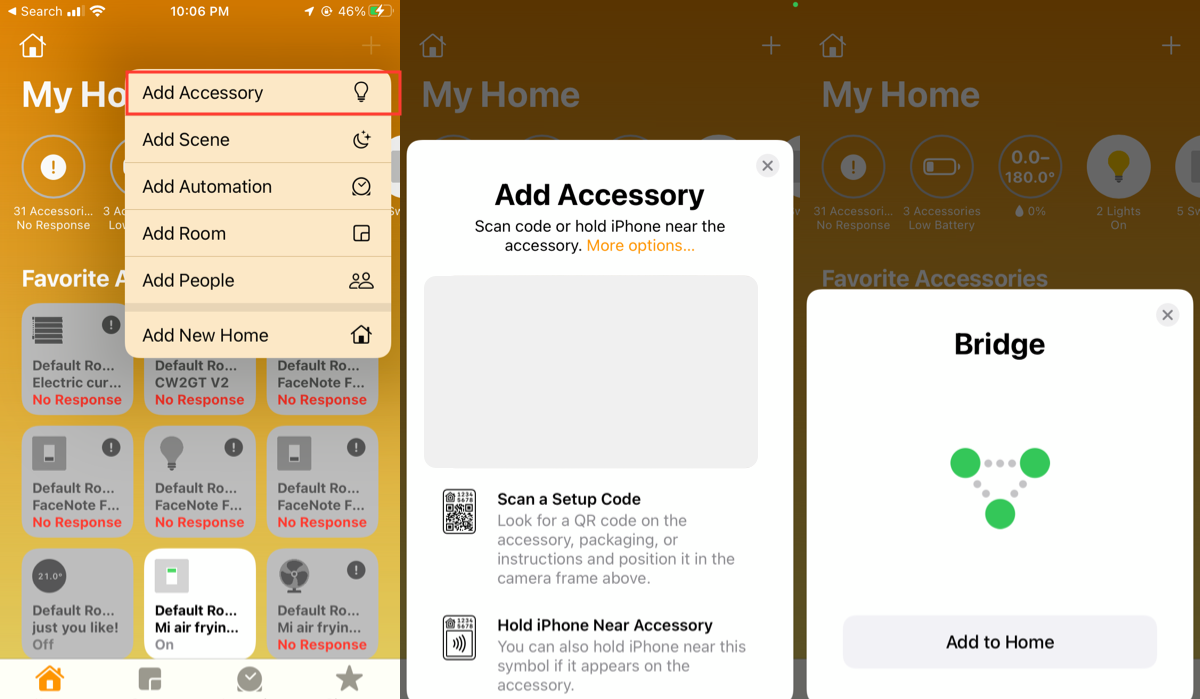 Search
10:06 PM
46%
My Ho
Add Accessory
Add Scene
Add Automation
Add Room
Add People
Add New Home
31 Accessori...
No Response
3 A
Lo
Favorite A
Default Ro...
Electric cur...
No Response
Default Ro...
CW2GT V2
No Response
Default Ro...
FaceNote F...
No Response
Default Ro...
FaceNote F...
No Response
Default Ro...
FaceNote F...
No Response
Default Ro...
FaceNote F...
No Response
21.0°
Default Ro...
just you like!
Off
Default Ro...
Mi air fryin...
On
Default Ro...
Mi air fryin...
No Response
My Home
Add Accessory
Scan code or hold iPhone near the
accessory. More options...
1234
5678
Scan a Setup Code
Look for a QR code on the
accessory, packaging, or
instructions and position it in the
camera frame above.
1234
5678
Hold iPhone Near Accessory
You can also hold iPhone near this
symbol if it appears on the
accessory.
My Home
31 Accessori...
No Response
3 Accessories
Low Battery
0.0–
180.0°
0%
2 Lights
On
5 Sw
Favorite Accessories
Bridge
Add to Home